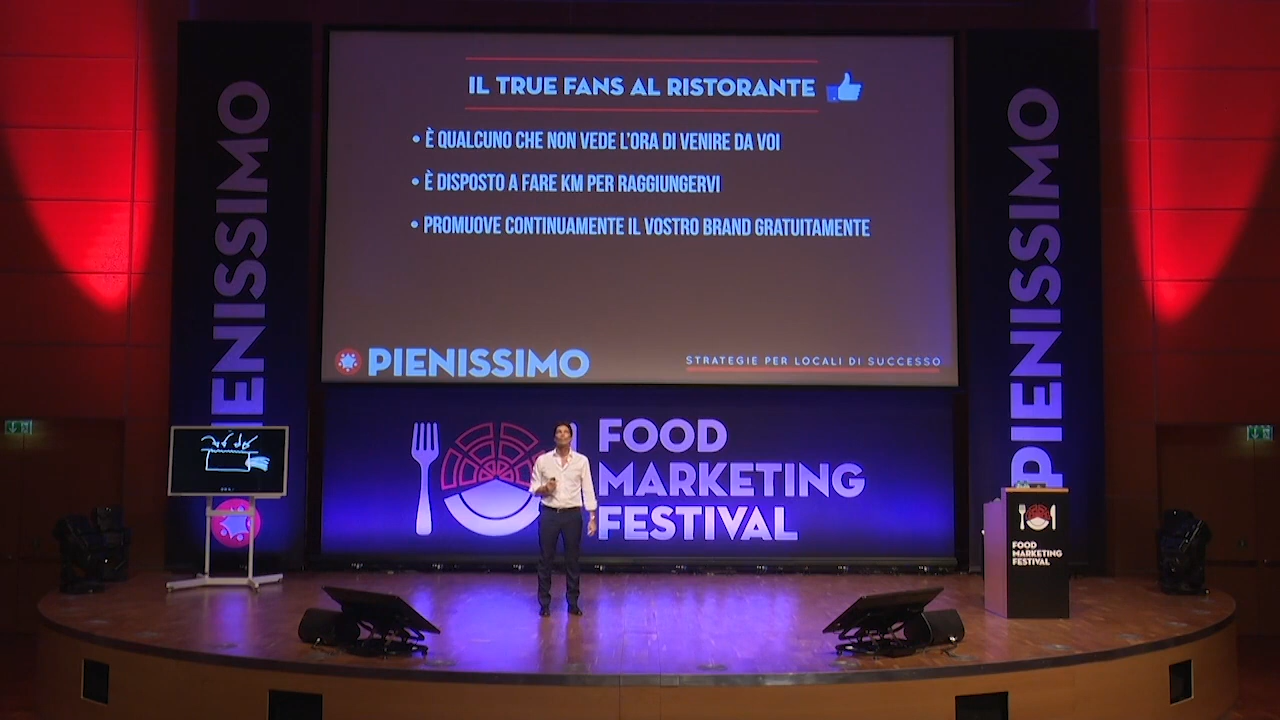 IL TRUE FANS AL RISTORANTE
• È QUALCUNO CHE NON VEDE L'ORA DI VENIRE DA VOI
• È DISPOSTO A FARE KM PER RAGGIUNGERVI
• PROMUOVE CONTINUAMENTE IL VOSTRO BRAND GRATUITAMENTE
PIENISSIMO
STRATEGIE PER LOCALI DI SUCCESSO
PIENISSIMO
PIENISSIMO
FOOD
MARKETING
FESTIVAL
FOOD
MARKETING
FESTIVAL